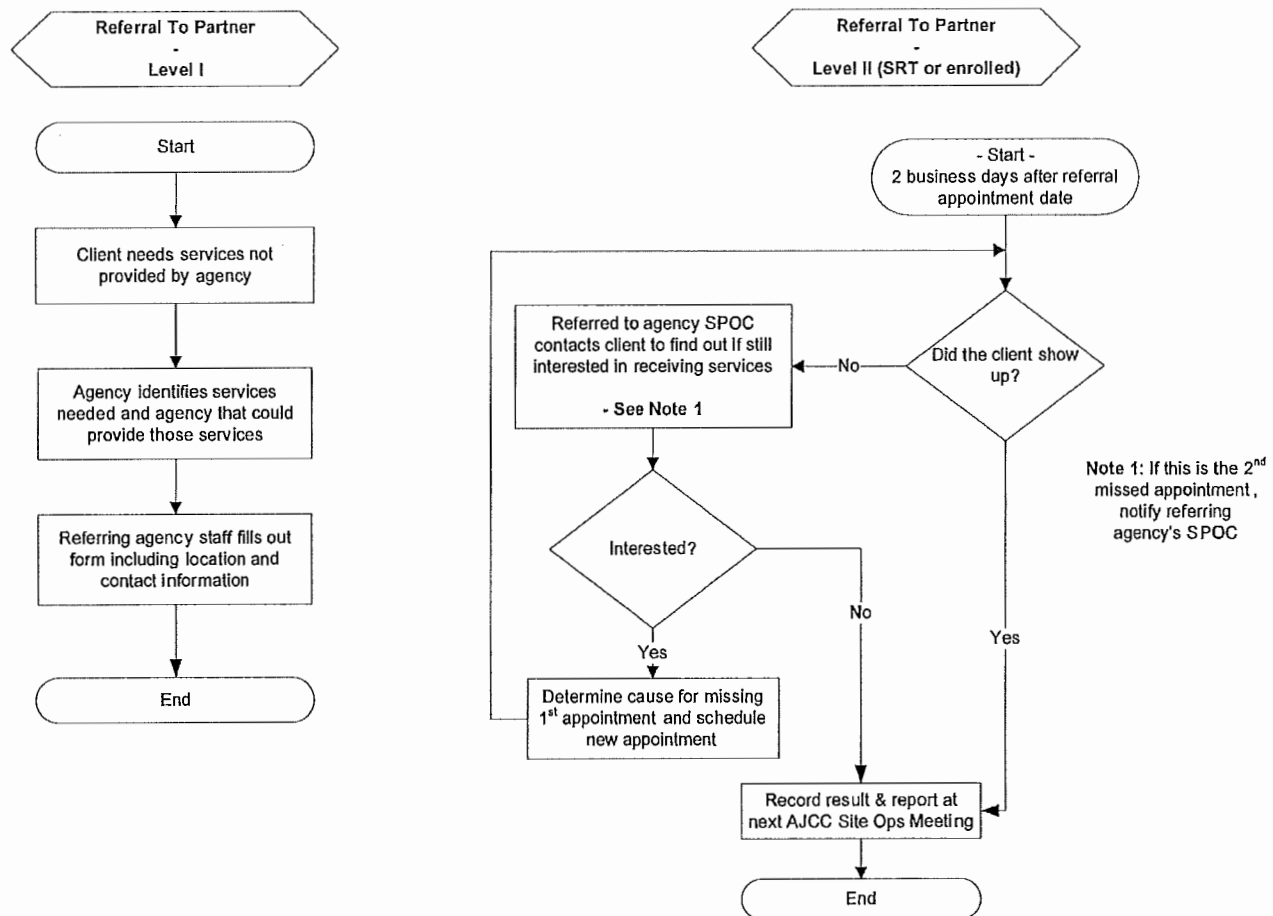 Referral To Partner
-
Level I
Start
Client needs services not
provided by agency
Agency identifies services
needed and agency that could
provide those services
Referring agency staff fills out
form including location and
contact information
End
Referral To Partner
-
Level II (SRT or enrolled)
- Start -
2 business days after referral
appointment date
Did the client show
up?
No
Referred to agency SPOC
contacts client to find out if still
interested in receiving services
- See Note 1
Interested?
No
Yes
Yes
Determine cause for missing
1st appointment and schedule
new appointment
Note 1: If this is the 2nd
missed appointment,
notify referring
agency's SPOC
Record result & report at
next AJCC Site Ops Meeting
End